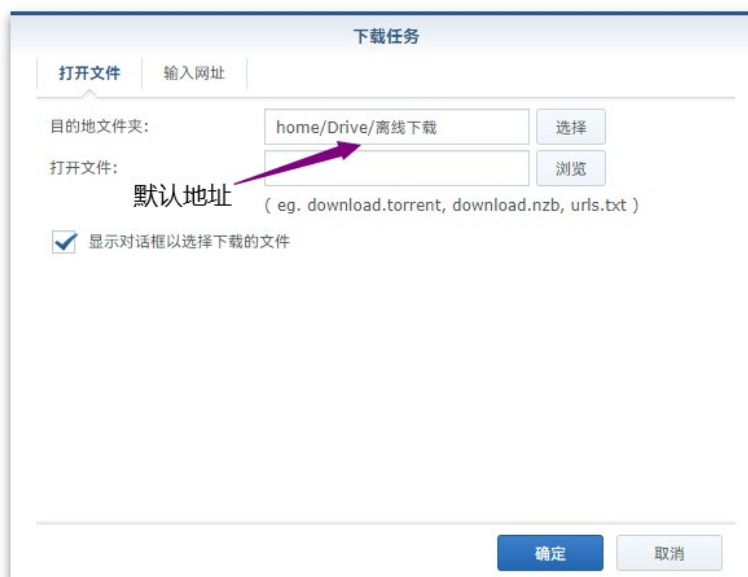 下载任务
打开文件 输入网址
目的地文件夹: home/Drive/离线下载 选择
打开文件: 浏览
默认地址
( eg. download.torrent, download.nzb, urls.txt )
显示对话框以选择下载的文件
确定 取消